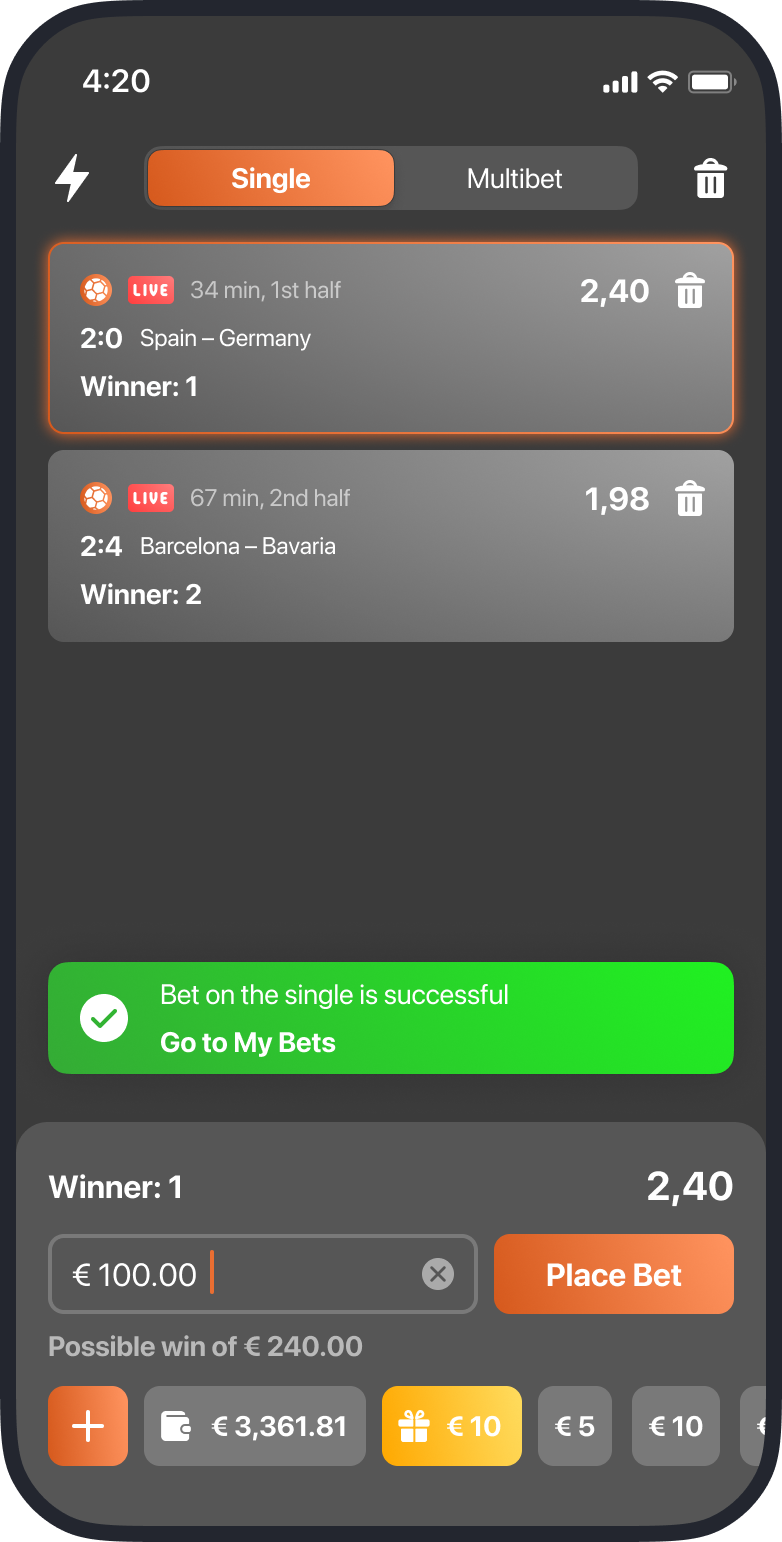 4:20
Single
Multibet
LIVE 34 min, 1st half 2,40
2:0 Spain – Germany
Winner: 1
LIVE 67 min, 2nd half 1,98
2:4 Barcelona – Bavaria
Winner: 2
Bet on the single is successful
Go to My Bets
Winner: 1 2,40
€ 100.00
Place Bet
Possible win of € 240.00
€ 3,361.81 € 10 € 5 € 10 €